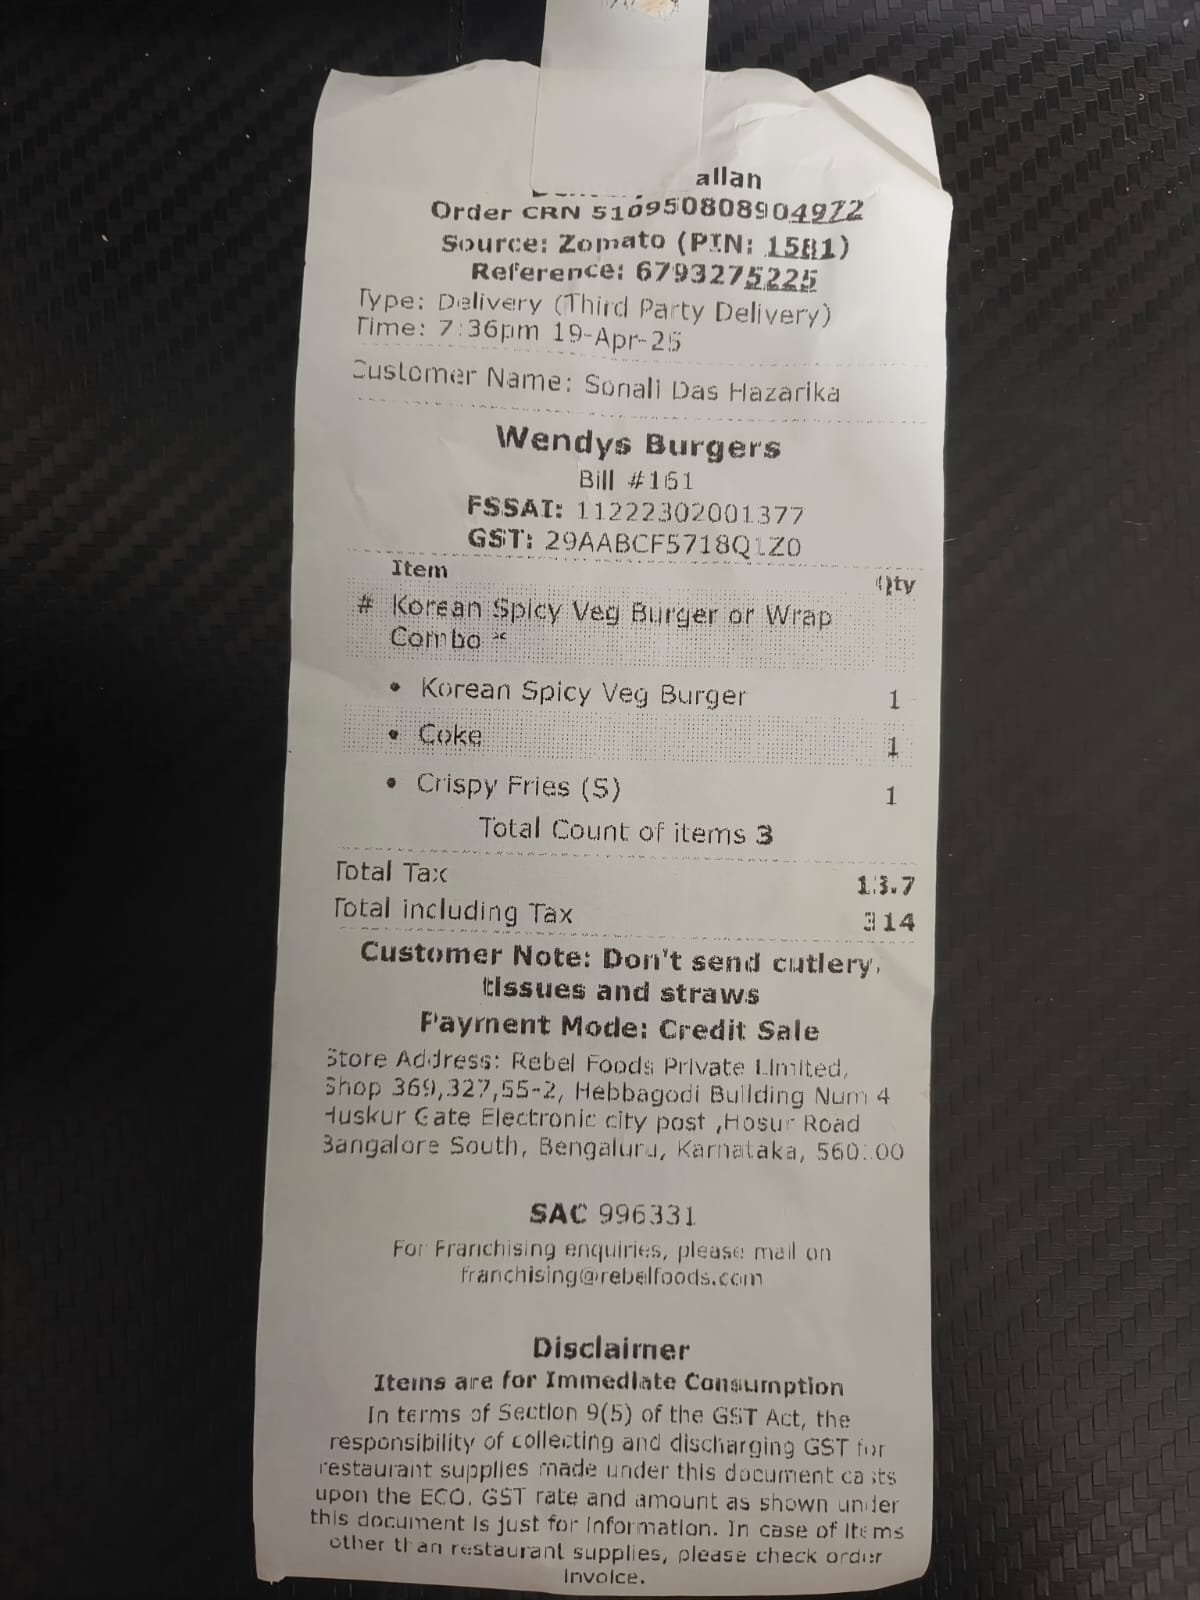 allan
Order CRN 510950808904972
Source: Zomato (PIN: 1581)
Reference: 6793275225
Type: Delivery (Third Party Delivery)
Time: 7:36pm 19-Apr-25
Customer Name: Sonali Das Hazarika
Wendys Burgers
Bill #161
FSSAI: 11222302001377
GST: 29AABCF5718Q1Z0
Item Qty
# Korean Spicy Veg Burger or Wrap
Combo *
• Korean Spicy Veg Burger 1
• Coke 1
• Crispy Fries (S) 1
Total Count of items 3
Total Tax 13.7
Total including Tax 314
Customer Note: Don't send cutlery,
tissues and straws
Payment Mode: Credit Sale
Store Address: Rebel Foods Private Limited,
Shop 369,327,55-2, Hebbagodi Building Num 4
Huskur Gate Electronic city post ,Hosur Road
Bangalore South, Bengaluru, Karnataka,
SAC 996331
For Franchising enquiries, please mail on
franchising@rebelfoods.com
Disclaimer
Items are for Immediate Consumption
In terms of Section 9(5) of the GST Act, the
responsibility of collecting and discharging GST for
restaurant supplies made under this document casts
upon the ECO. GST rate and amount as shown under
this document is just for information. In case of items
other than restaurant supplies, please check order
invoice.